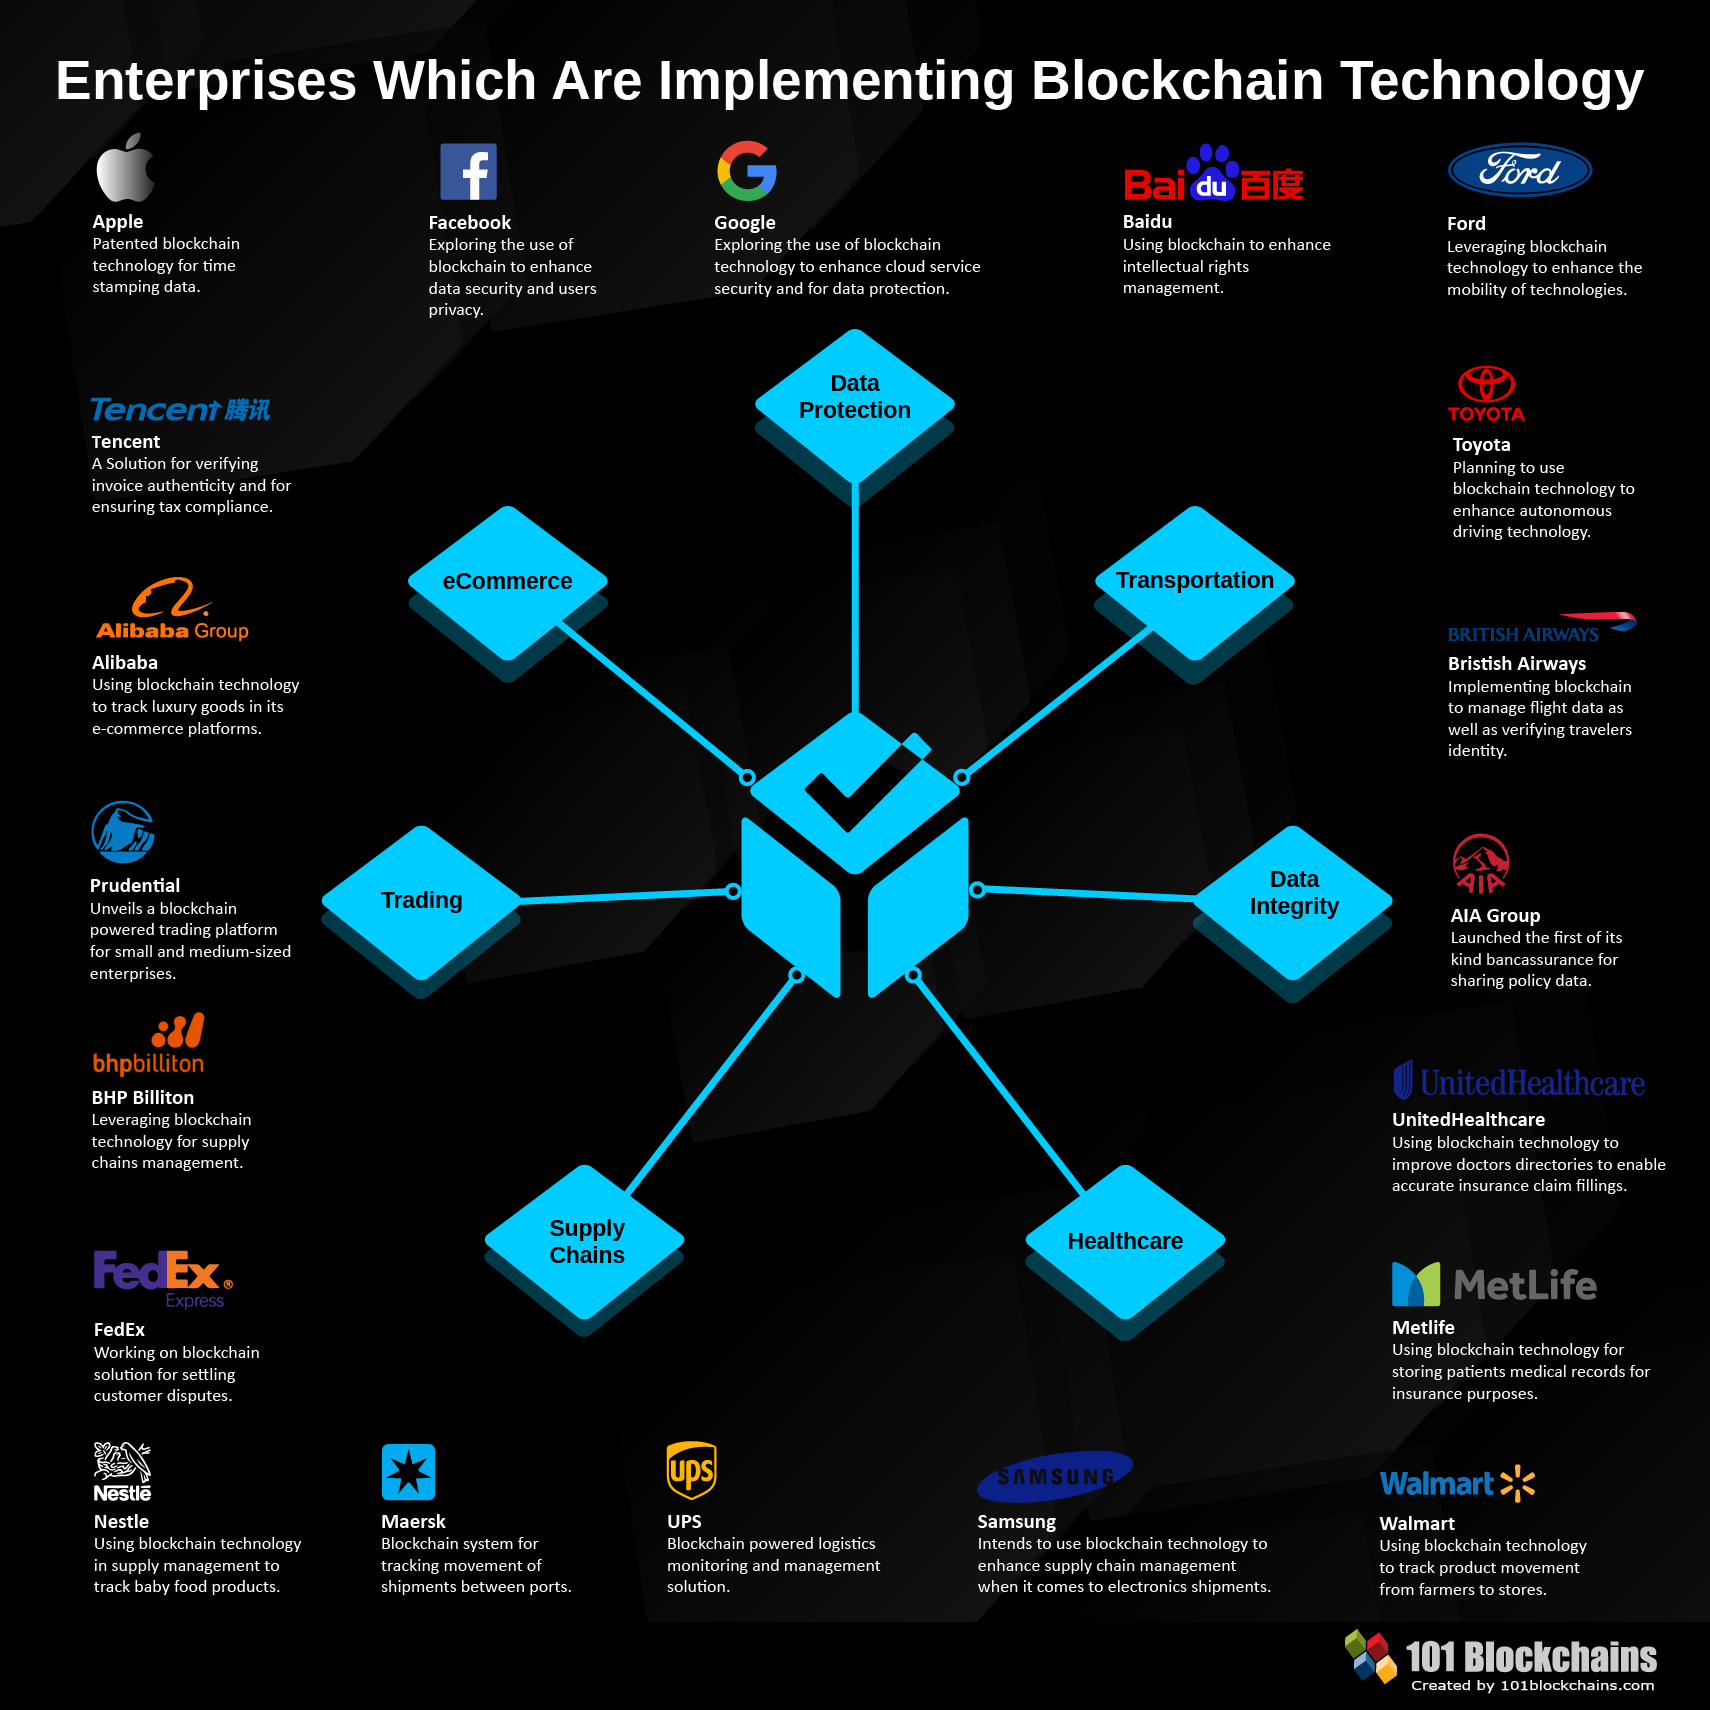 Enterprises Which Are Implementing Blockchain Technology
Apple
Patented blockchain
technology for time
stamping data.
Facebook
Exploring the use of
blockchain to enhance
data security and users
privacy.
Google
Exploring the use of blockchain
technology to enhance cloud service
security and for data protection.
Bai du 百度
Baidu
Using blockchain to enhance
intellectual rights
management.
Ford
Ford
Leveraging blockchain
technology to enhance the
mobility of technologies.
Tencent 腾讯
Tencent
A Solution for verifying
invoice authenticity and for
ensuring tax compliance.
Data
Protection
TOYOTA
Toyota
Planning to use
blockchain technology to
enhance autonomous
driving technology.
eCommerce
Transportation
Alibaba Group
Alibaba
Using blockchain technology
to track luxury goods in its
e-commerce platforms.
BRITISH AIRWAYS
Bristish Airways
Implementing blockchain
to manage flight data as
well as verifying travelers
identity.
Prudential
Unveils a blockchain
powered trading platform
for small and medium-sized
enterprises.
Trading
Data
Integrity
AIA
AIA Group
Launched the first of its
kind bancassurance for
sharing policy data.
bhpbilliton
BHP Billiton
Leveraging blockchain
technology for supply
chains management.
UnitedHealthcare
UnitedHealthcare
Using blockchain technology to
improve doctors directories to enable
accurate insurance claim fillings.
Supply
Chains
Healthcare
FedEx®
Express
FedEx
Working on blockchain
solution for settling
customer disputes.
MetLife
Metlife
Using blockchain technology for
storing patients medical records for
insurance purposes.
Nestlé
Nestle
Using blockchain technology
in supply management to
track baby food products.
Maersk
Blockchain system for
tracking movement of
shipments between ports.
ups
UPS
Blockchain powered logistics
monitoring and management
solution.
SAMSUNG
Samsung
Intends to use blockchain technology to
enhance supply chain management
when it comes to electronics shipments.
Walmart
Walmart
Using blockchain technology
to track product movement
from farmers to stores.
101 Blockchains
Created by 101blockchains.com